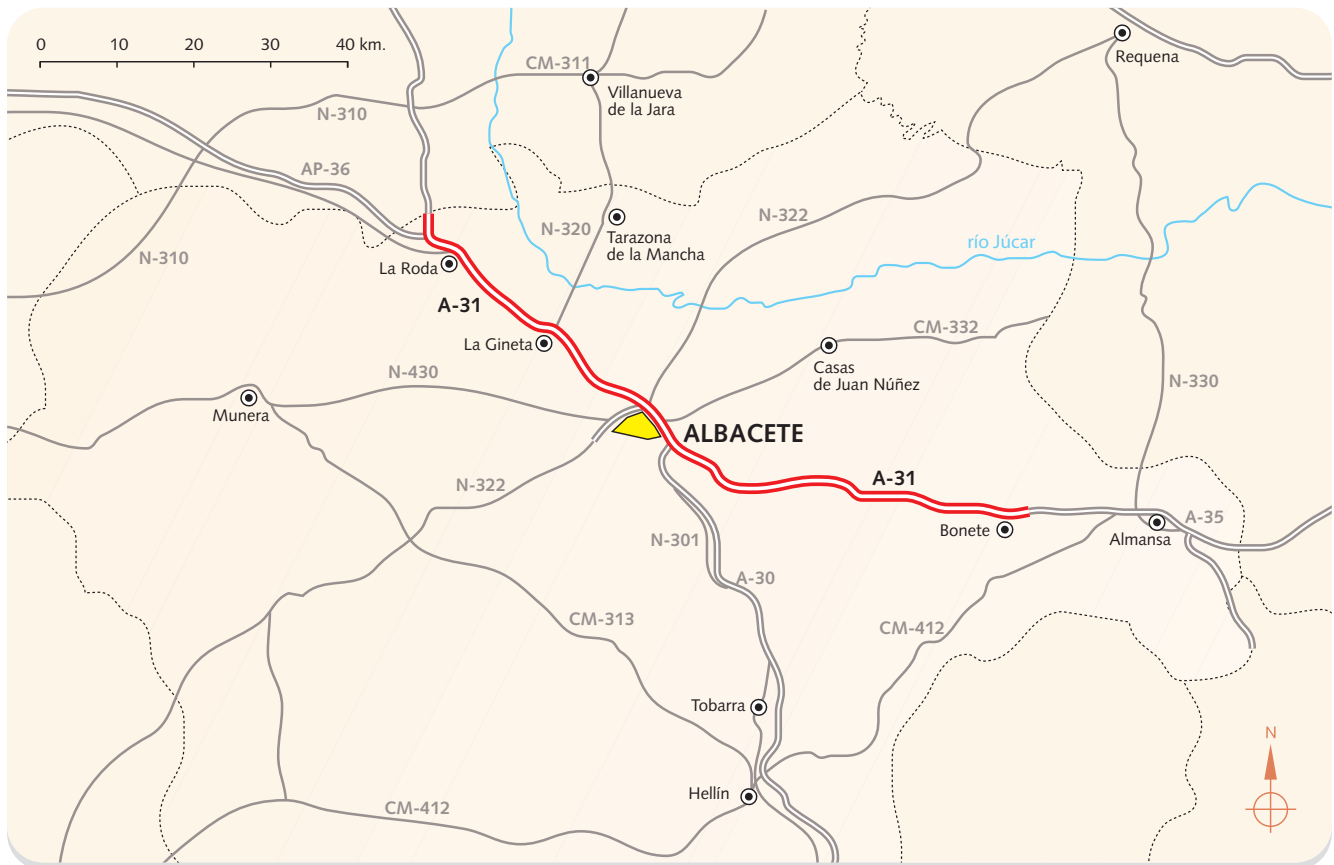 0 10 20 30 40 km.
CM-311
Requena
Villanueva
de la Jara
N-310
AP-36
N-322
N-320
Tarazona
de la Mancha
río Júcar
N-310
La Roda
A-31
CM-332
La Gineta
Casas
de Juan Núñez
N-430
N-330
Munera
ALBACETE
A-31
N-322
A-35
Bonete
Almansa
N-301
A-30
CM-313
CM-412
Tobarra
N
Hellín
CM-412